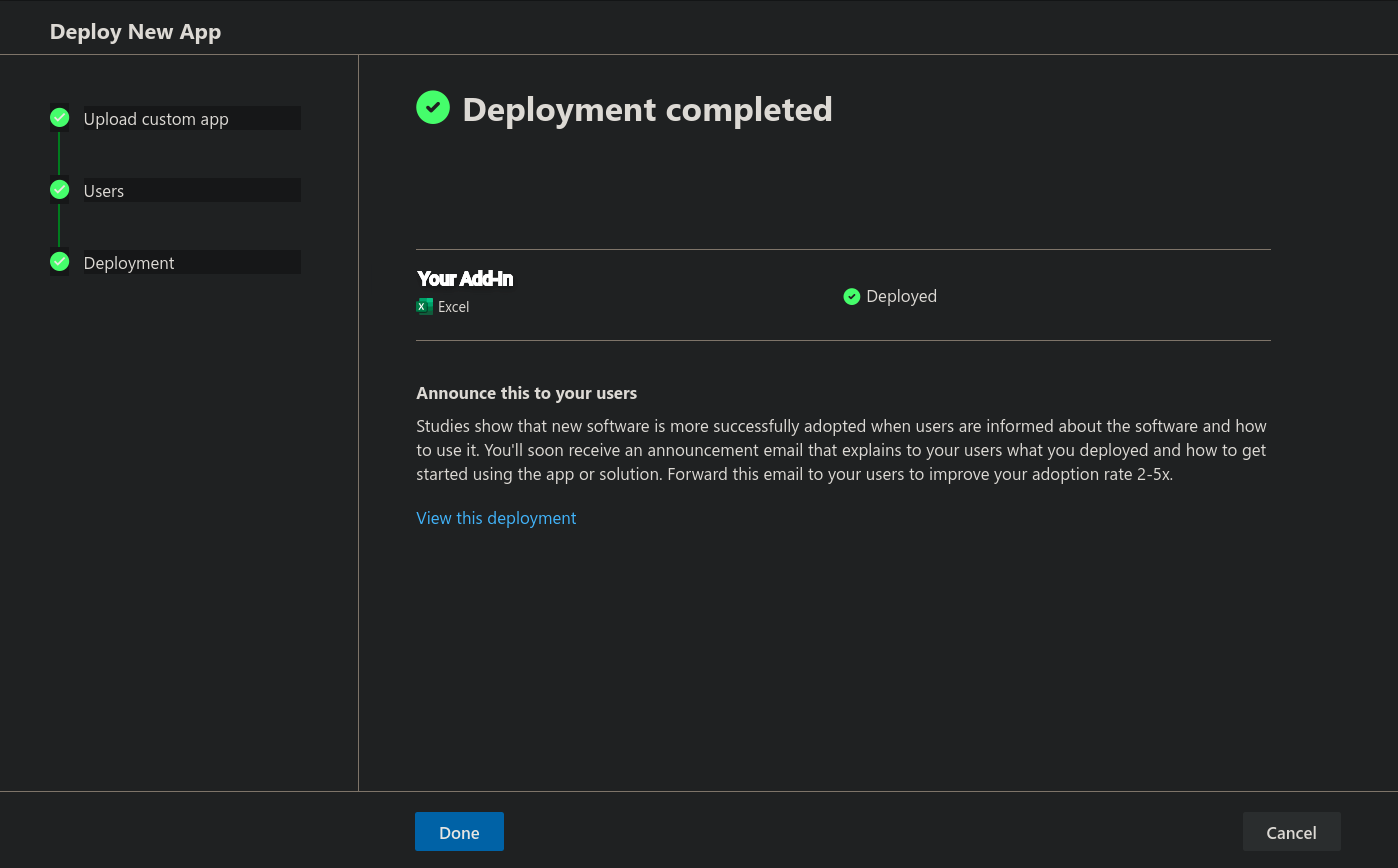 Deploy New App
Upload custom app
Users
Deployment
Deployment completed
Your Add-In
Excel
Deployed
Announce this to your users
Studies show that new software is more successfully adopted when users are informed about the software and how
to use it. You'll soon receive an announcement email that explains to your users what you deployed and how to get
started using the app or solution. Forward this email to your users to improve your adoption rate 2-5x.
View this deployment
Done
Cancel